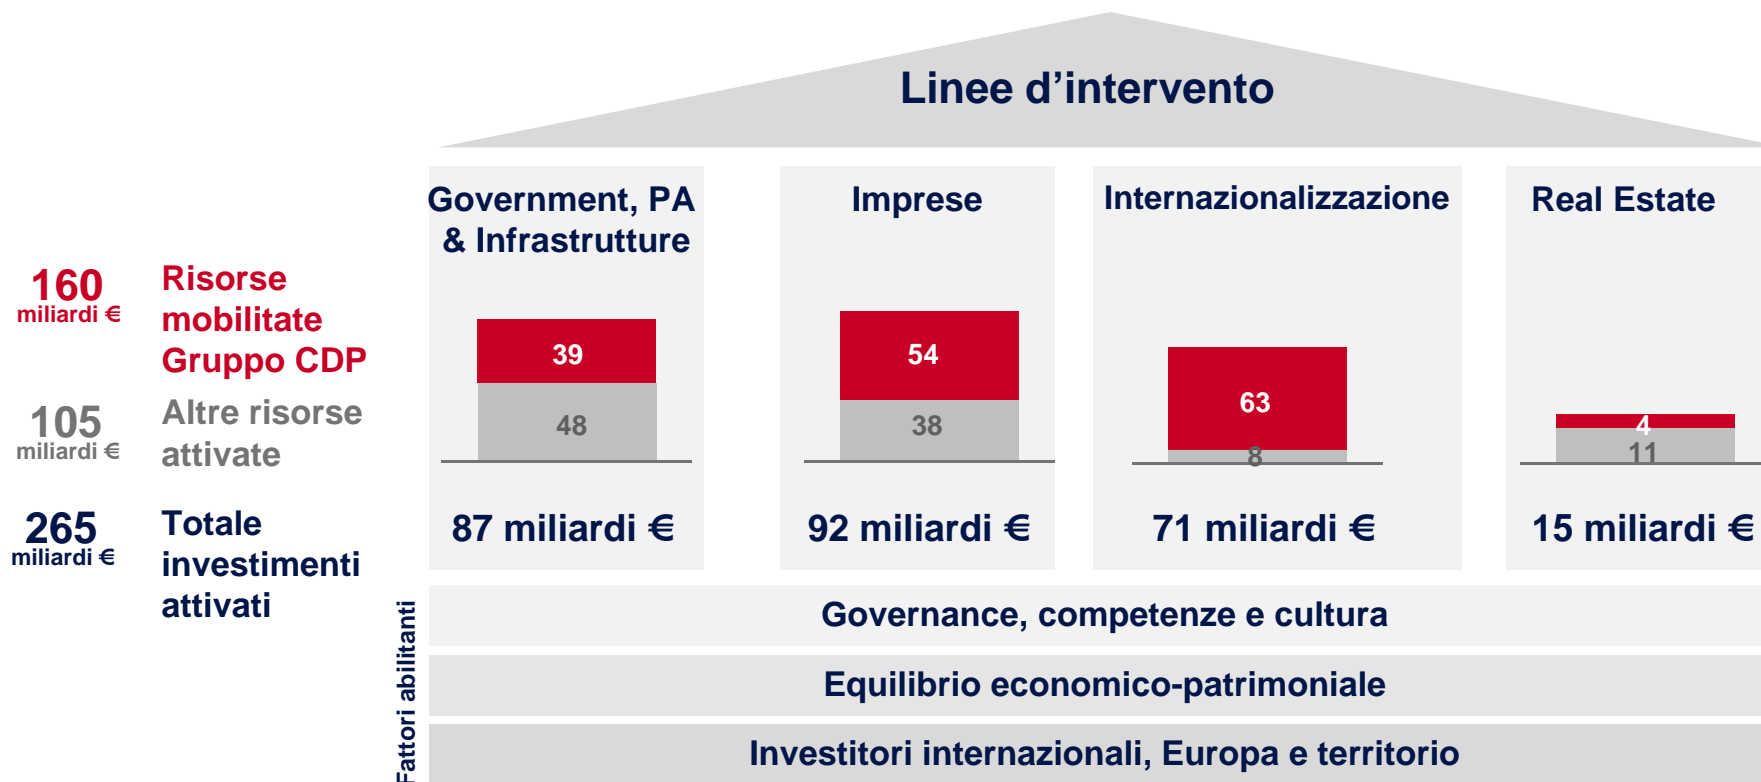 Linee d’intervento
Government, PA
& Infrastrutture
Imprese
Internazionalizzazione
Real Estate
160
miliardi €
Risorse
mobilitate
Gruppo CDP
39
54
63
4
105
miliardi €
Altre risorse
attivate
48
38
8
11
265
miliardi €
Totale
investimenti
attivati
87 miliardi €
92 miliardi €
71 miliardi €
15 miliardi €
Fattori abilitanti
Governance, competenze e cultura
Equilibrio economico-patrimoniale
Investitori internazionali, Europa e territorio